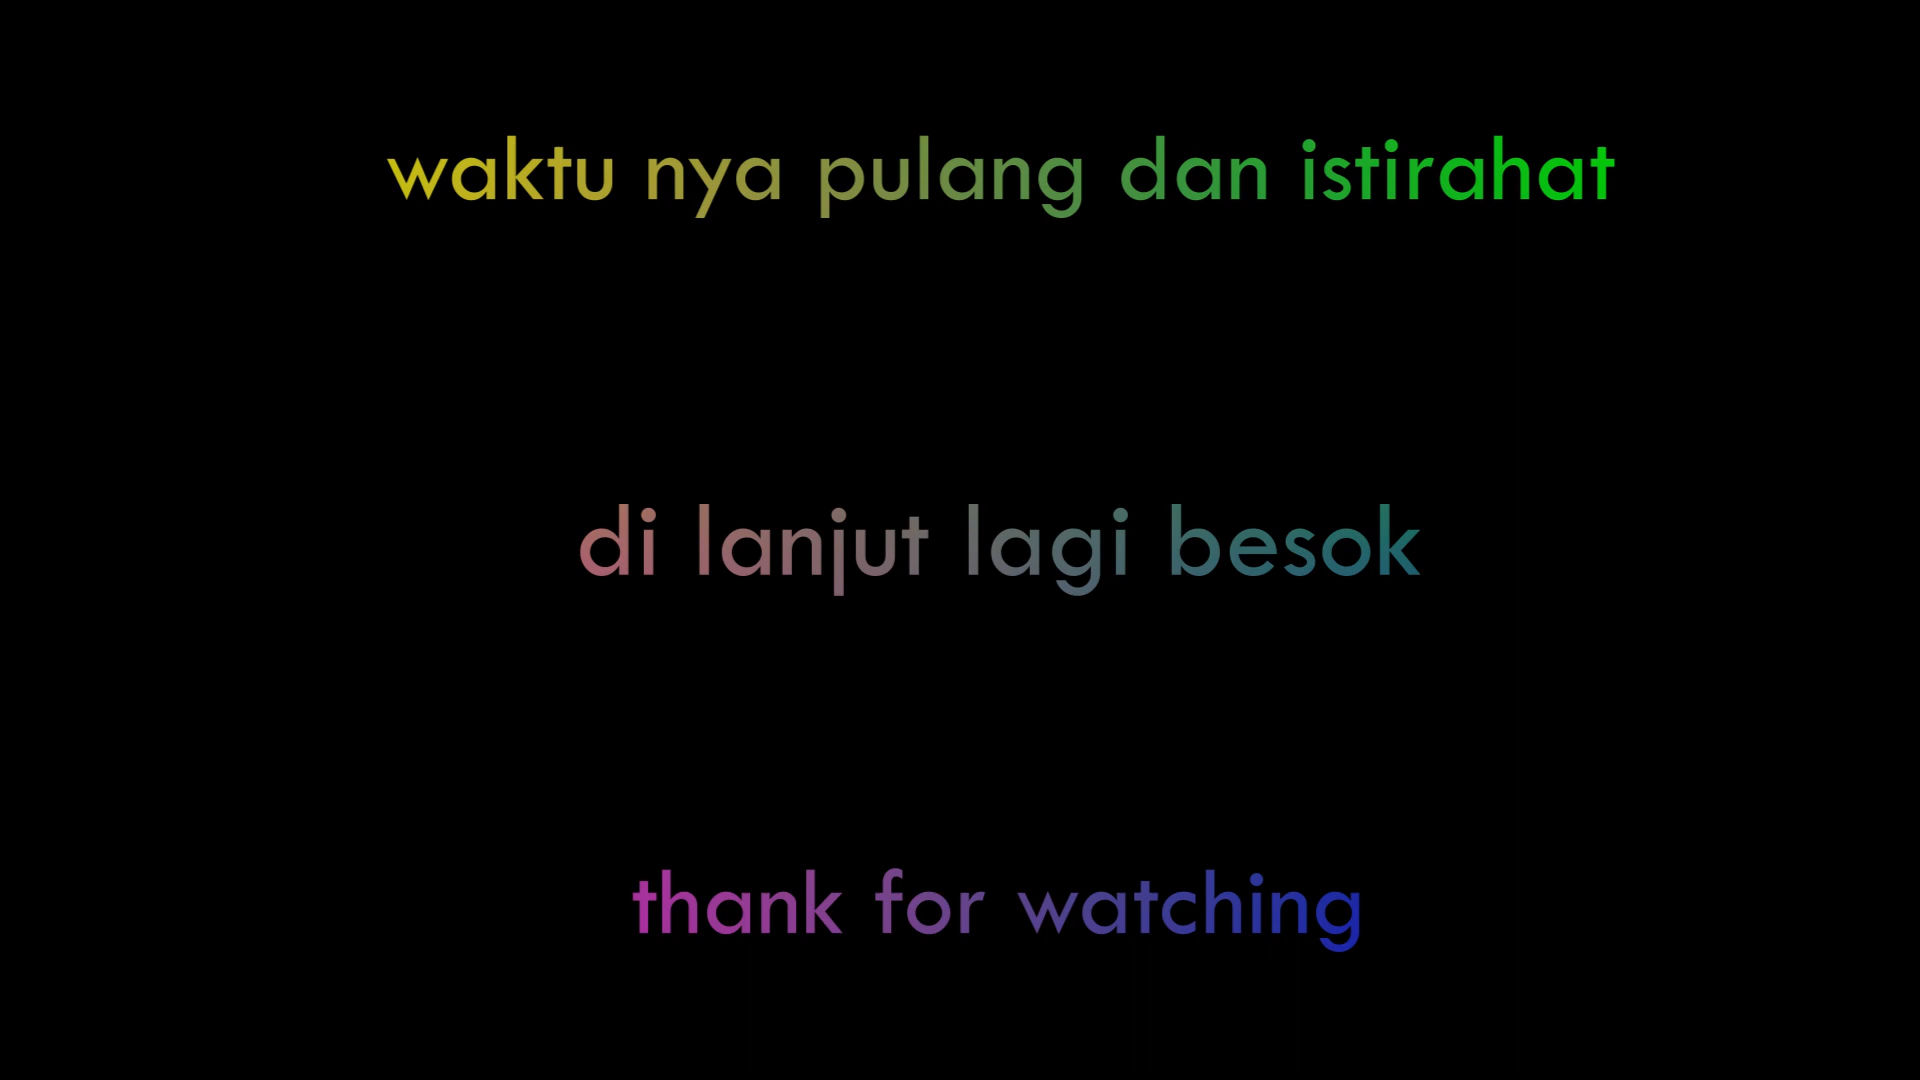 waktu nya pulang dan istirahat
di lanjut lagi besok
thank for watching